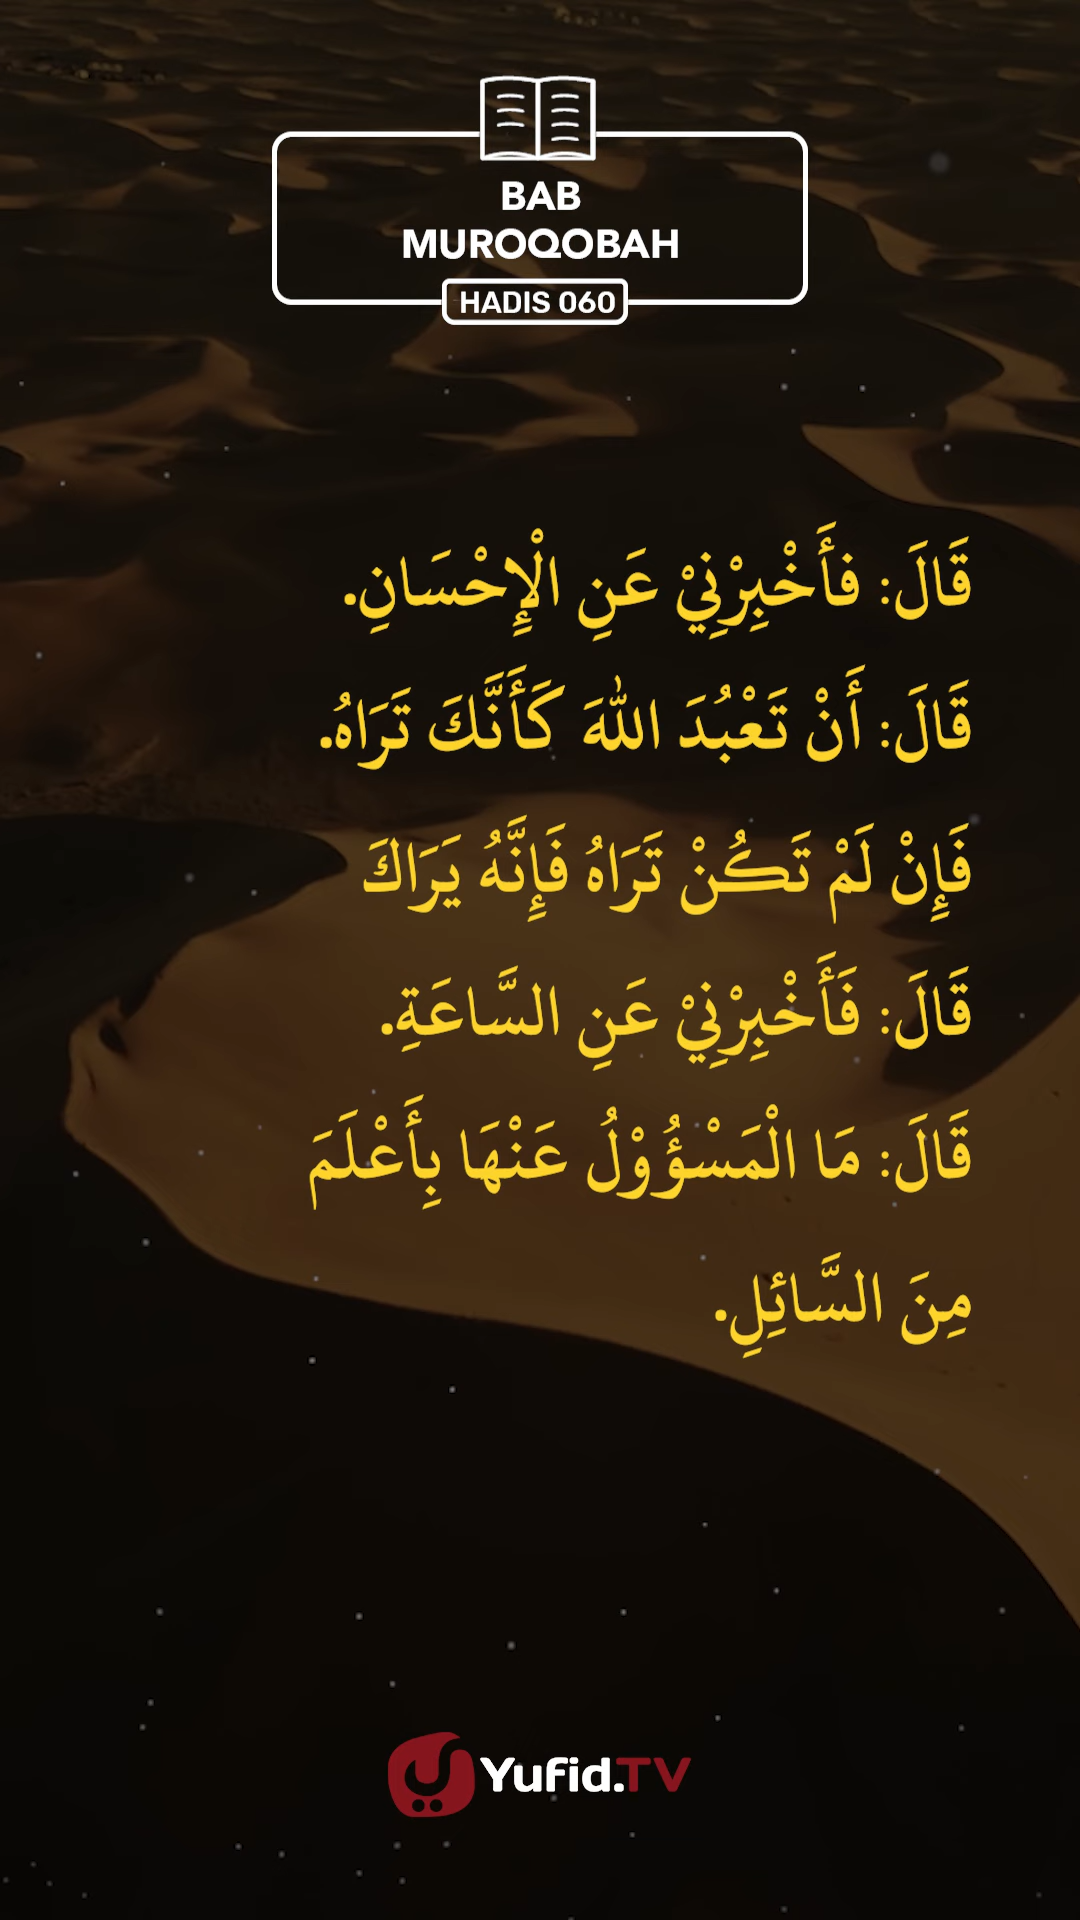 BAB
MUROQOBAH
HADIS 060
قَالَ: فأَخْبِرْنِيْ عَنِ الْإِحْسَانِ.
قَالَ: أَنْ تَعْبُدَ اللهَ كَأَنَّكَ تَرَاهُ.
فَإِنْ لَمْ تَكُنْ تَرَاهُ فَإِنَّهُ يَرَاكَ
قَالَ: فَأَخْبِرْنِيْ عَنِ السَّاعَةِ.
قَالَ: مَا الْمَسْؤُوْلُ عَنْهَا بِأَعْلَمَ
مِنَ السَّائِلِ.
Yufid.TV